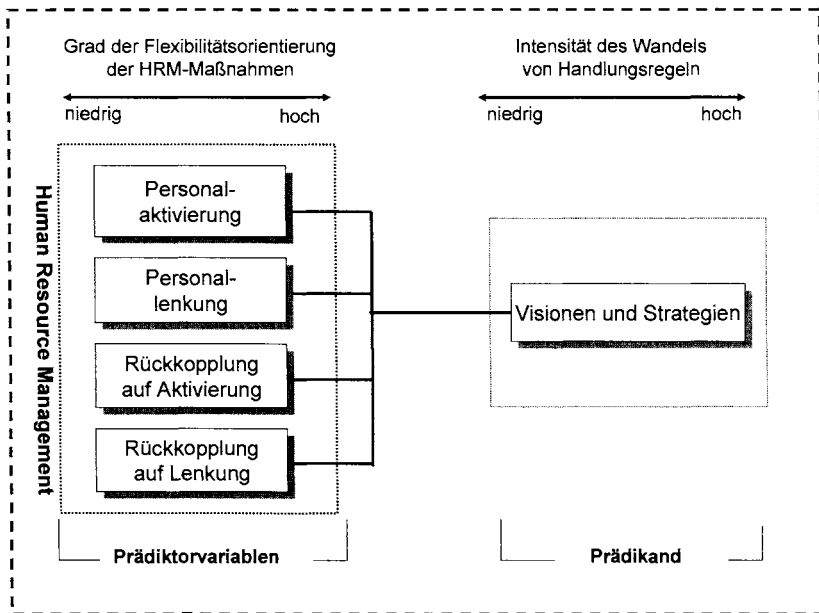 Grad der Flexibilitätsorientierung
der HRM-Maßnahmen
niedrig hoch
Intensität des Wandels
von Handlungsregeln
niedrig hoch
Human Resource Management
Personal-
aktivierung
Personal-
lenkung
Rückkopplung
auf Aktivierung
Rückkopplung
auf Lenkung
Visionen und Strategien
Prädiktorvariablen
Prädikand